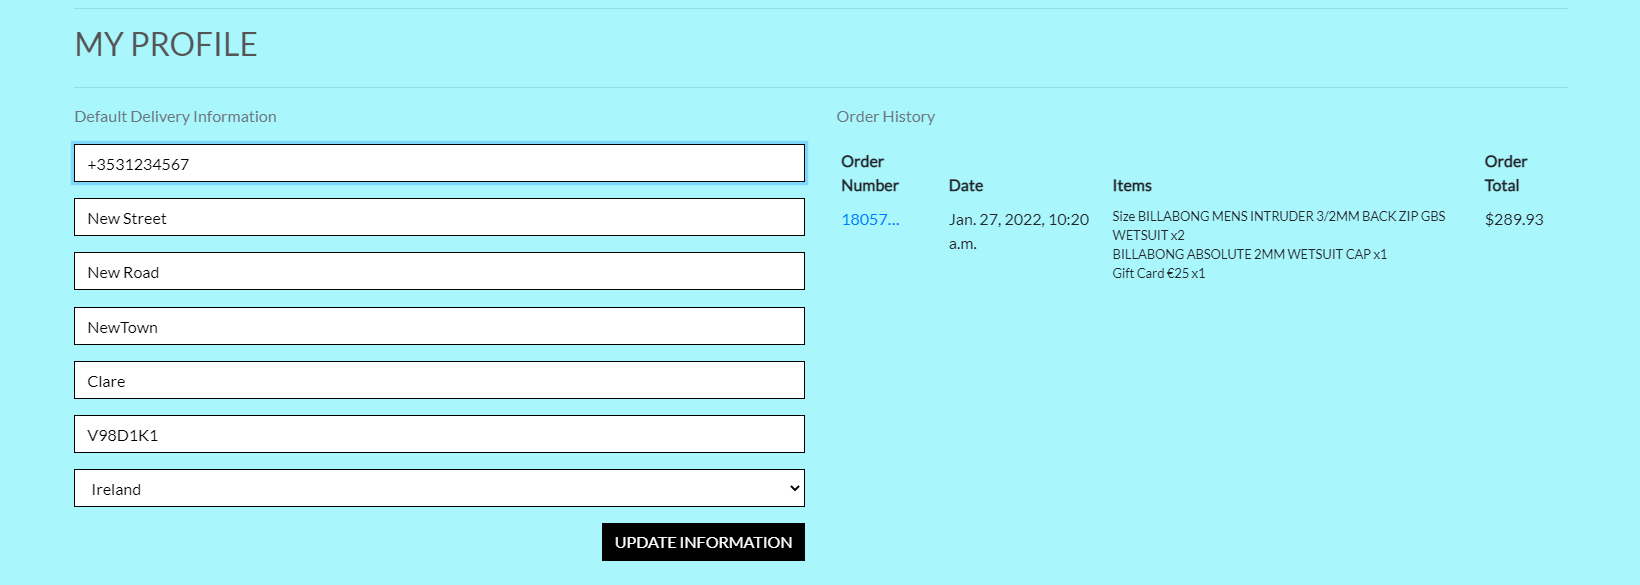 MY PROFILE
Default Delivery Information
+3531234567
New Street
New Road
NewTown
Clare
V98D1K1
Ireland
UPDATE INFORMATION
Order History
Order Number
Date
Items
Order Total
18057...
Jan. 27, 2022, 10:20
a.m.
Size BILLABONG MENS INTRUDER 3/2MM BACK ZIP GBS
WETSUIT x2
BILLABONG ABSOLUTE 2MM WETSUIT CAP x1
Gift Card €25 x1
$289.93